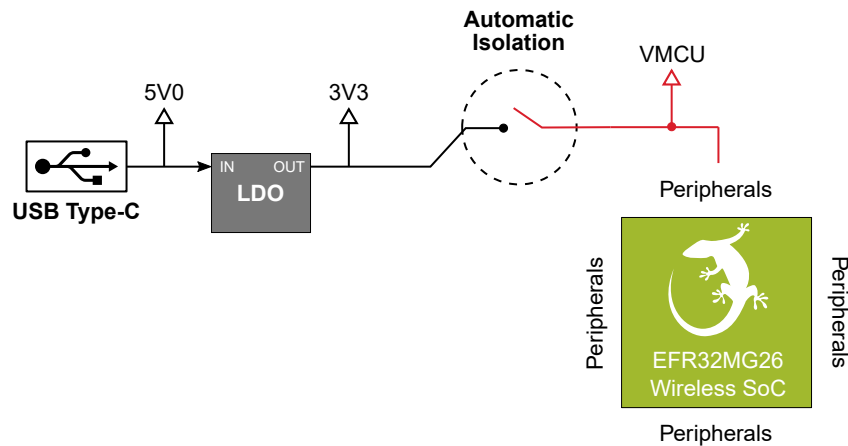 Automatic
Isolation
VMCU
5V0
3V3
IN
OUT
LDO
USB Type-C
Peripherals
Peripherals
Peripherals
EFR32MG26
Wireless SoC
Peripherals